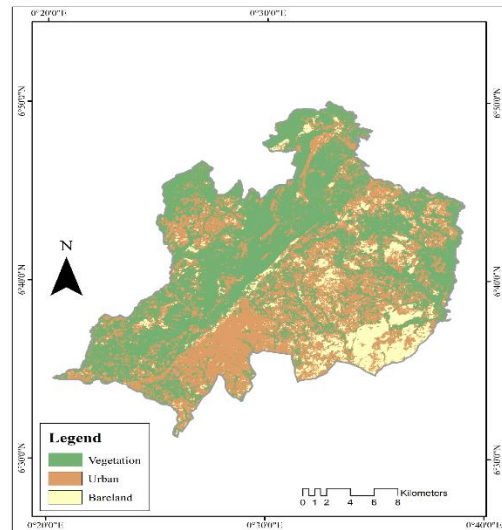 0°20'0"E 0°30'0"E
6°50'0"N 6°50'0"N
N
6°40'0"N 6°40'0"N
Legend
Vegetation
Urban
Bareland
6°30'0"N 6°30'0"N
Kilometers
0 1 2 4 6 8
0°20'0"E 0°30'0"E 0°40'0"E